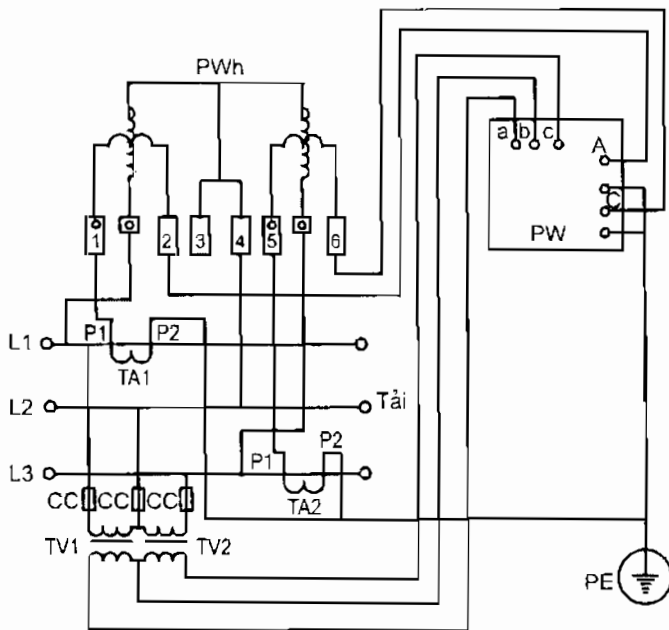 PWh
a b c
A
C
PW
1 2 3 4 5 6
L1 P1 P2
TA1
L2 Tải
L3 P1 P2
TA2
CC CC CC
TV1 TV2
PE